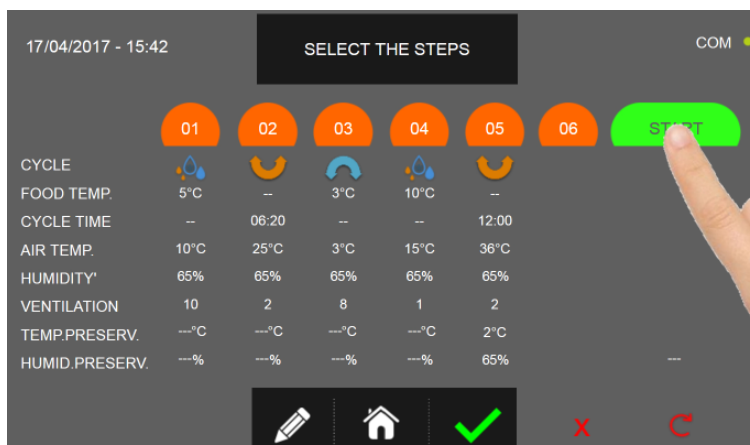 17/04/2017 - 15:42 SELECT THE STEPS COM
01 02 03 04 05 06 START
CYCLE
FOOD TEMP. 5°C -- 3°C 10°C --
CYCLE TIME -- 06:20 -- -- 12:00
AIR TEMP. 10°C 25°C 3°C 15°C 36°C
HUMIDITY' 65% 65% 65% 65% 65%
VENTILATION 10 2 8 1 2
TEMP.PRESERV. ---°C ---°C ---°C ---°C 2°C
HUMID.PRESERV. ---% ---% ---% ---% 65% ---
X